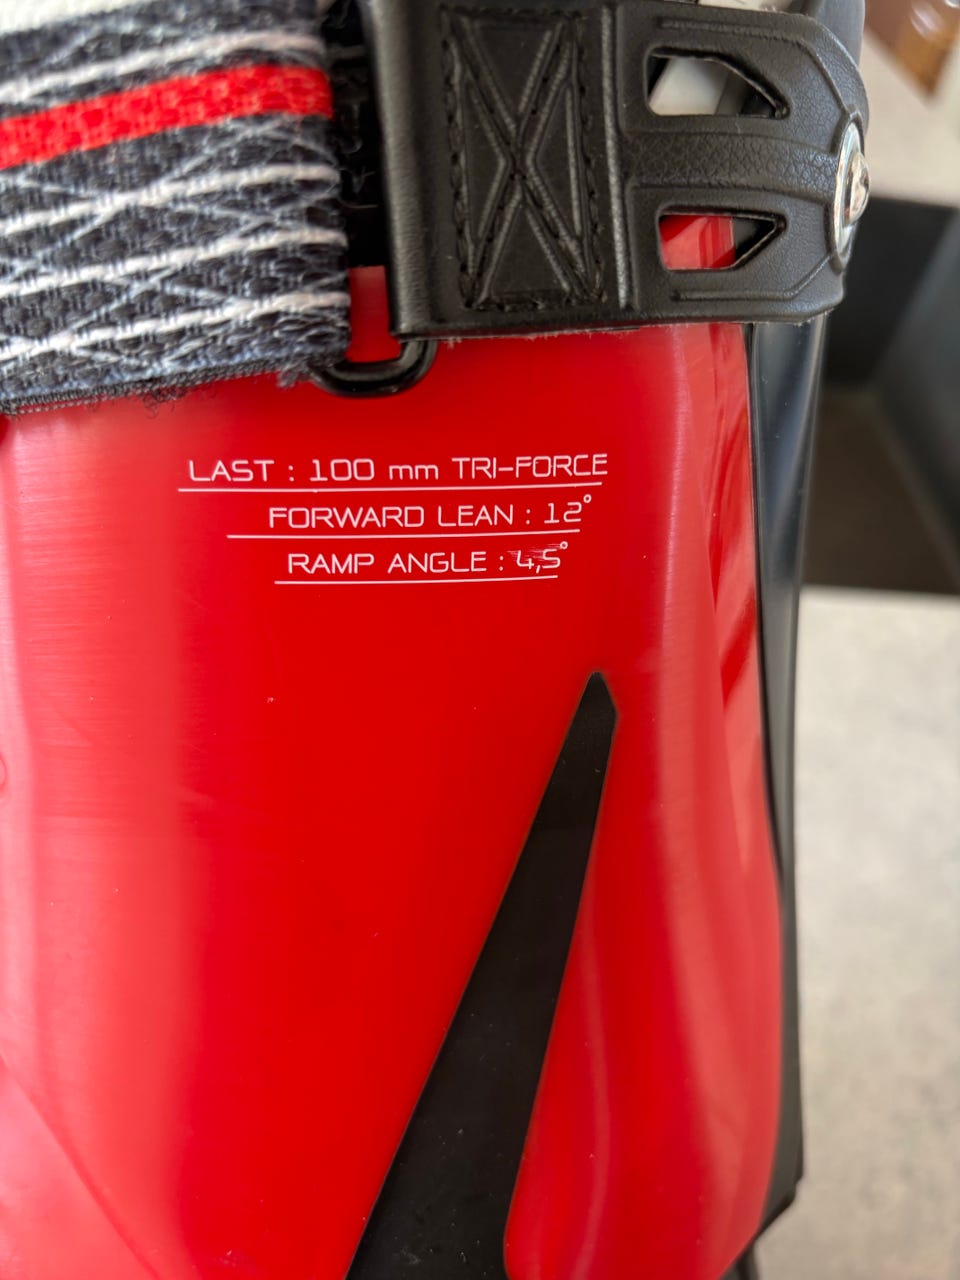 LAST : 100 mm TRI-FORCE
FORWARD LEAN : 12°
RAMP ANGLE : 4,5°